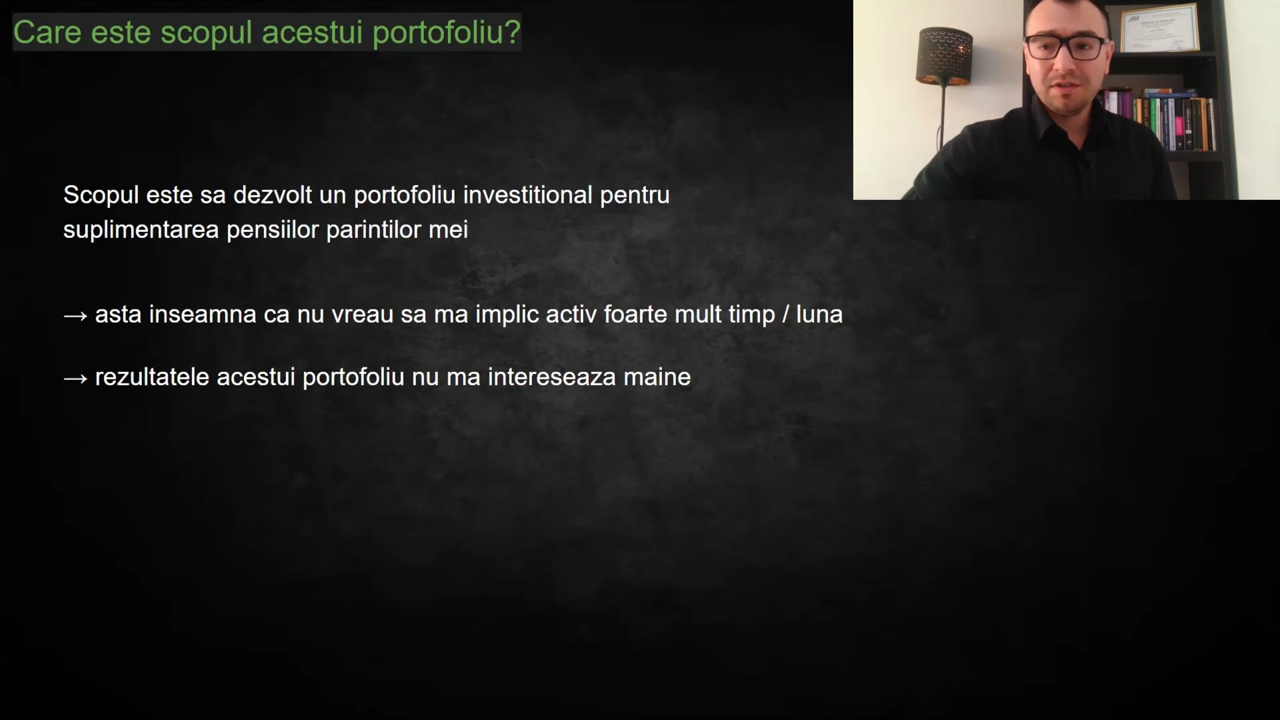 Care este scopul acestui portofoliu?
Scopul este sa dezvolt un portofoliu investitional pentru
suplimentarea pensiilor parintilor mei
→ asta inseamna ca nu vreau sa ma implic activ foarte mult timp / luna
→ rezultatele acestui portofoliu nu ma intereseaza maine